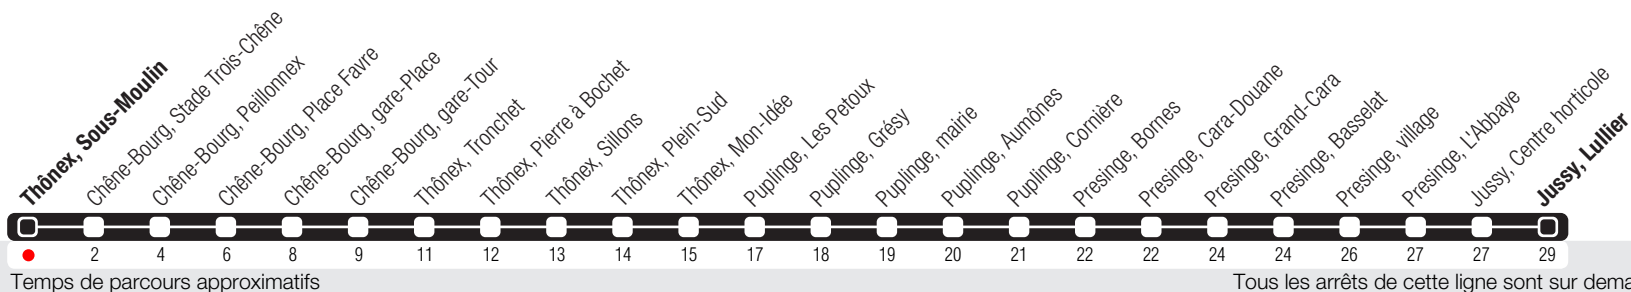 Thônex, Sous-Moulin
Chêne-Bourg, Stade Trois-Chêne
Chêne-Bourg, Peillonnex
Chêne-Bourg, Place Favre
Chêne-Bourg, gare-Place
Chêne-Bourg, gare-Tour
Thônex, Tronchet
Thônex, Pierre à Bochet
Thônex, Sillons
Thônex, Plein-Sud
Thônex, Mon-Idée
Puplinge, Les Petoux
Puplinge, Grésy
Puplinge, mairie
Puplinge, Aumônes
Puplinge, Cornière
Presinge, Bornes
Presinge, Cara-Douane
Presinge, Grand-Cara
Presinge, Basselat
Presinge, village
Presinge, L'Abbaye
Jussy, Centre horticole
Jussy, Lullier
2 4 6 8 9 11 12 13 14 15 17 18 19 20 21 22 22 24 24 26 27 27 29
Temps de parcours approximatifs
Tous les arrêts de cette ligne sont sur dema